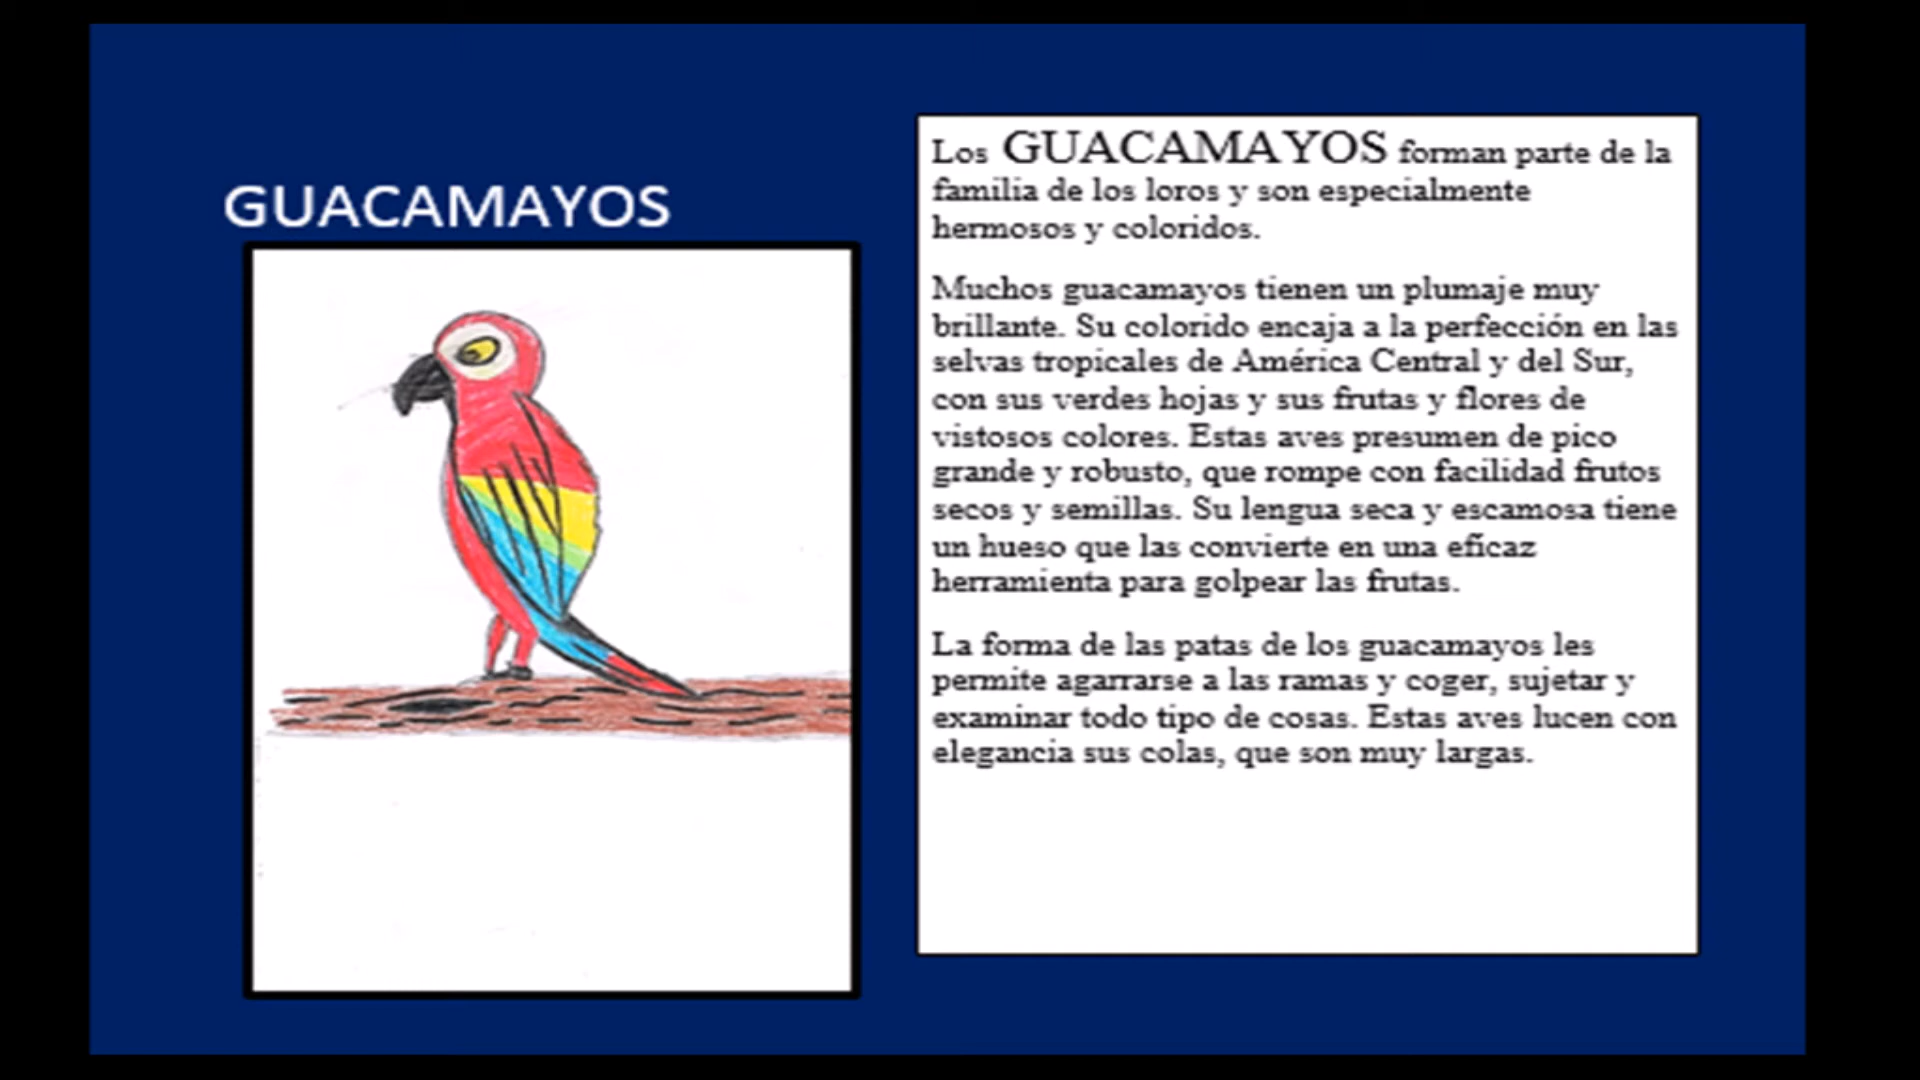 GUACAMAYOS
Los GUACAMAYOS forman parte de la
familia de los loros y son especialmente
hermosos y coloridos.
Muchos guacamayos tienen un plumaje muy
brillante. Su colorido encaja a la perfección en las
selvas tropicales de América Central y del Sur,
con sus verdes hojas y sus frutas y flores de
vistosos colores. Estas aves presumen de pico
grande y robusto, que rompe con facilidad frutos
secos y semillas. Su lengua seca y escamosa tiene
un hueso que las convierte en una eficaz
herramienta para golpear las frutas.
La forma de las patas de los guacamayos les
permite agarrarse a las ramas y coger, sujetar y
examinar todo tipo de cosas. Estas aves lucen con
elegancia sus colas, que son muy largas.